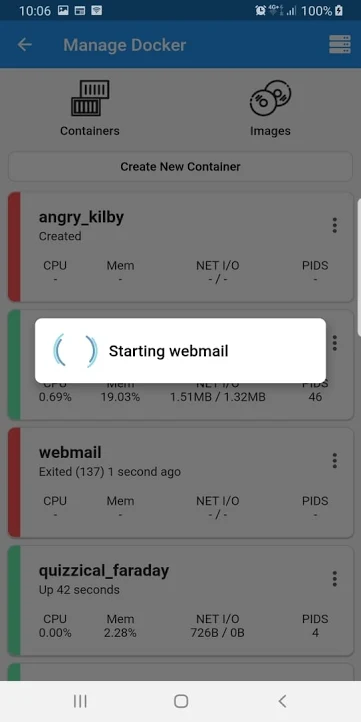 10:06
4G+
100%
Manage Docker
Containers
Images
Create New Container
angry_kilby
Created
CPU Mem NET I/O PIDS
- - - / - -
Starting webmail
CPU Mem NET I/O PIDS
0.69% 19.03% 1.51MB / 1.32MB 46
webmail
Exited (137) 1 second ago
CPU Mem NET I/O PIDS
- - - / - -
quizzical_faraday
Up 42 seconds
CPU Mem NET I/O PIDS
0.00% 2.28% 726B / 0B 4